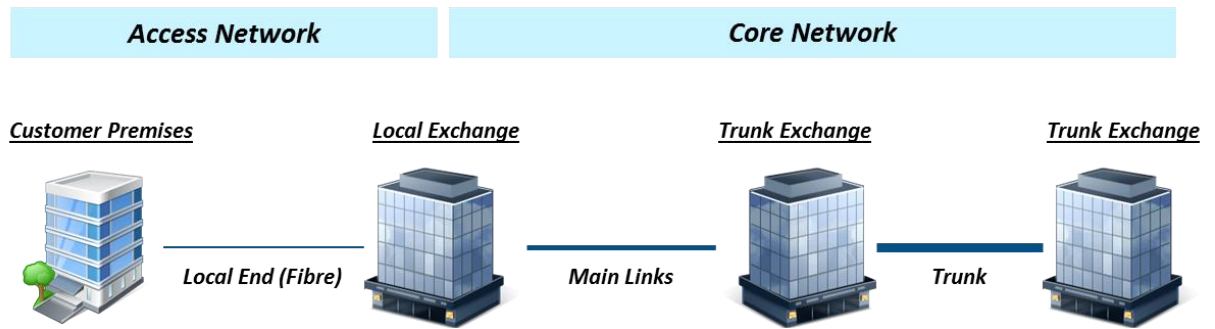 Access Network
Core Network
Customer Premises
Local Exchange
Trunk Exchange
Trunk Exchange
Local End (Fibre)
Main Links
Trunk